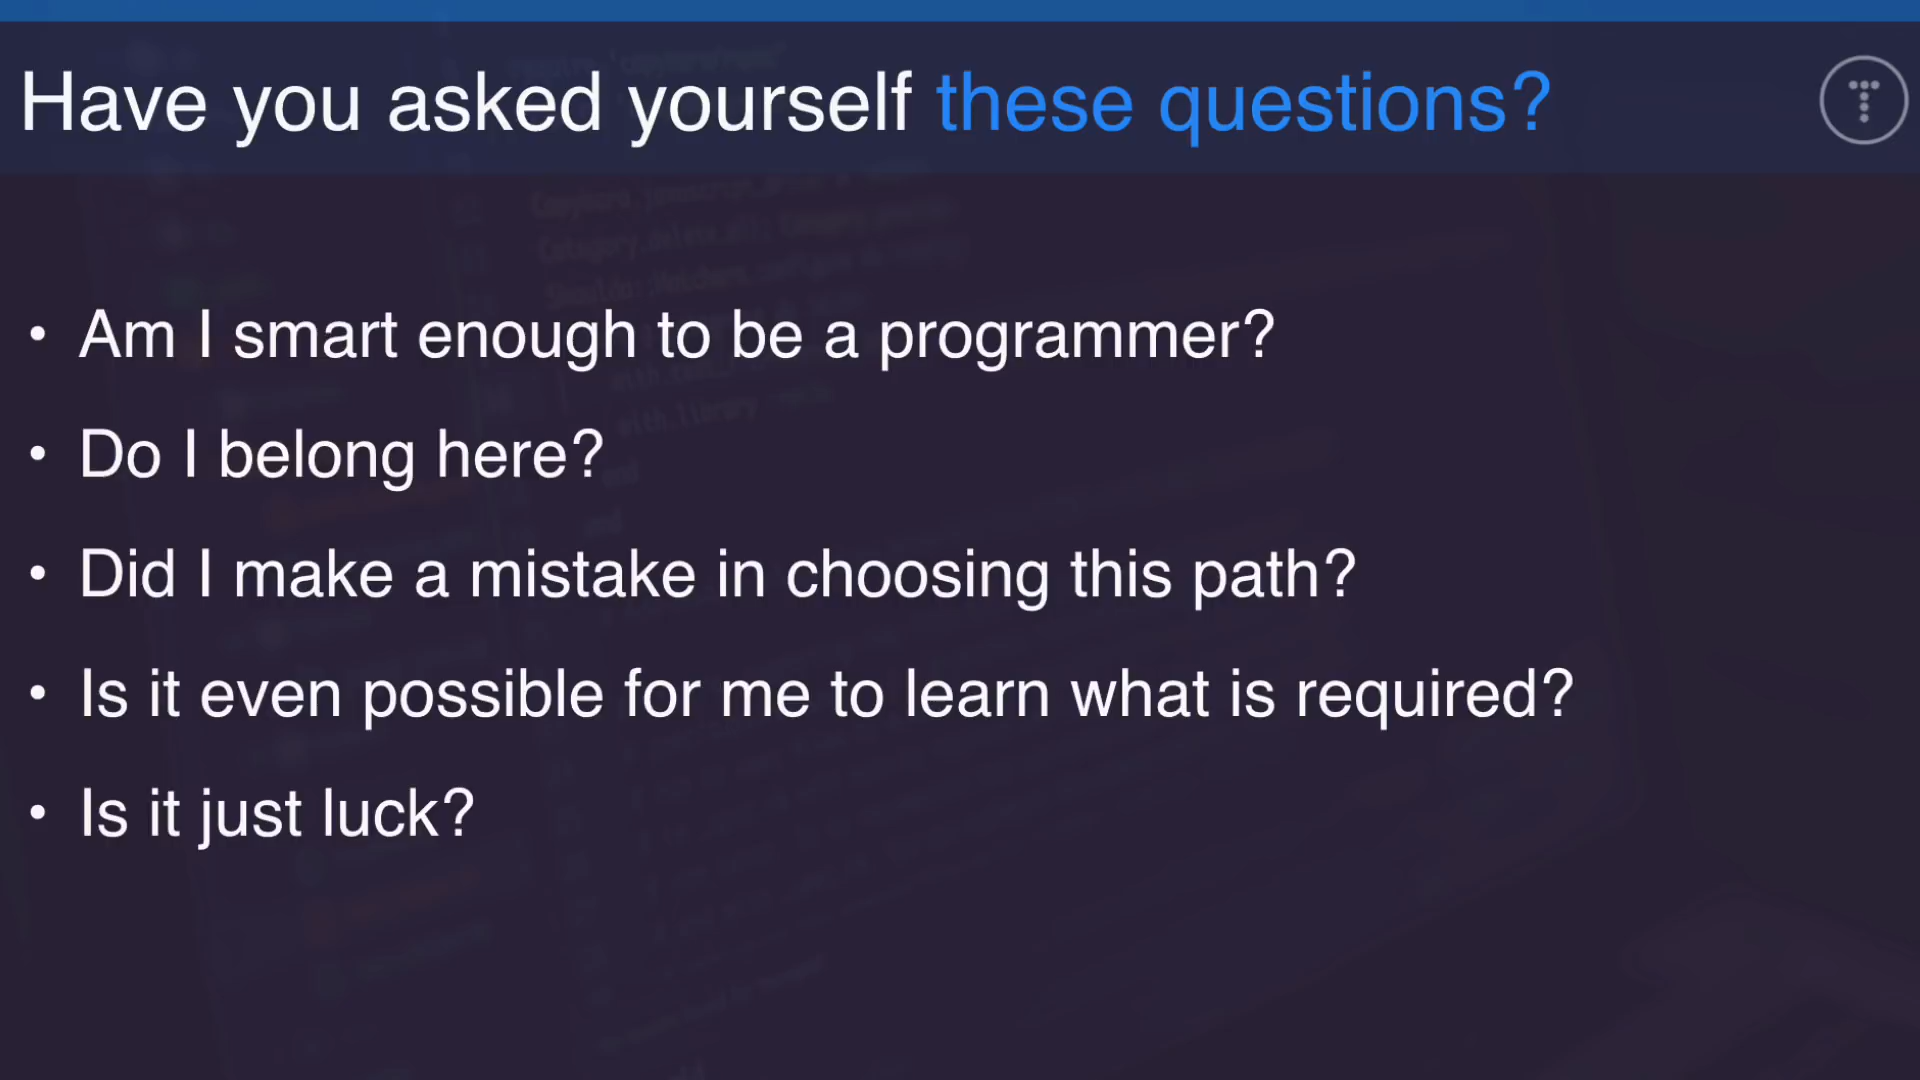 Have you asked yourself these questions?
• Am I smart enough to be a programmer?
• Do I belong here?
• Did I make a mistake in choosing this path?
• Is it even possible for me to learn what is required?
• Is it just luck?